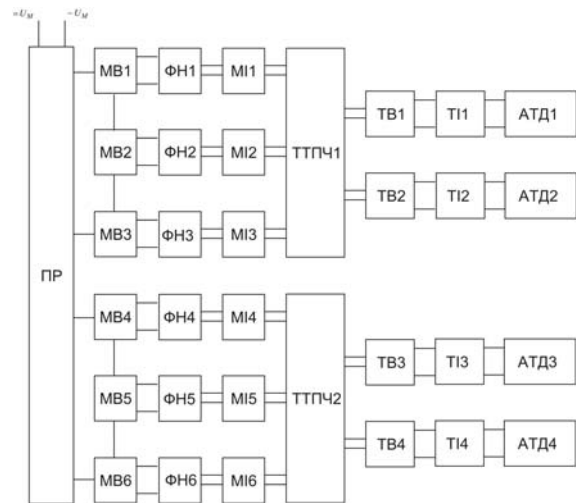 =U_M ~U_M
МВ1 ФН1 МІ1
ТВ1 ТІ1 АТД1
МВ2 ФН2 МІ2 ТТПЧ1
ТВ2 ТІ2 АТД2
МВ3 ФН3 МІ3
ПР
МВ4 ФН4 МІ4
ТВ3 ТІ3 АТД3
МВ5 ФН5 МІ5 ТТПЧ2
ТВ4 ТІ4 АТД4
МВ6 ФН6 МІ6